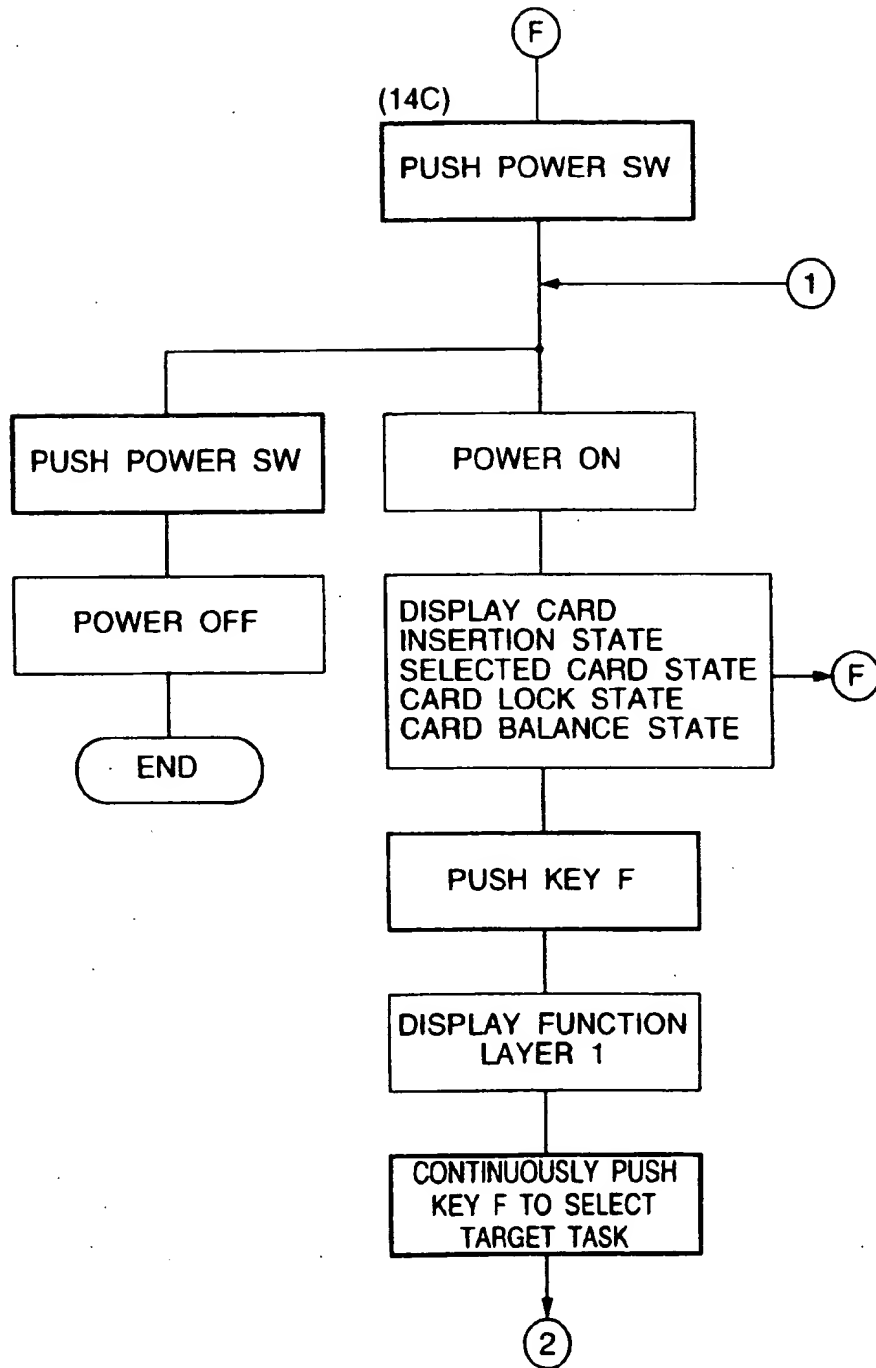 F
(14C)
PUSH POWER SW
1
PUSH POWER SW
POWER ON
POWER OFF
DISPLAY CARD
INSERTION STATE
SELECTED CARD STATE
CARD LOCK STATE
CARD BALANCE STATE
F
END
PUSH KEY F
DISPLAY FUNCTION
LAYER 1
CONTINUOUSLY PUSH
KEY F TO SELECT
TARGET TASK
2